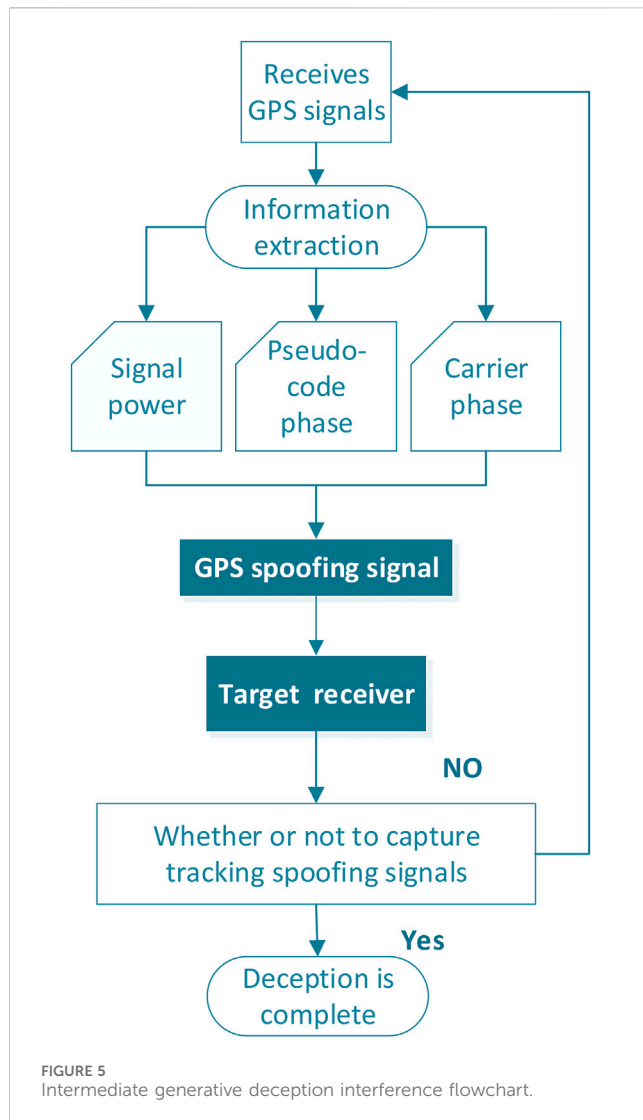 Receives
GPS signals
Information
extraction
Signal
power
Pseudo-
code
phase
Carrier
phase
GPS spoofing signal
Target receiver
NO
Whether or not to capture
tracking spoofing signals
Yes
Deception is
complete
FIGURE 5
Intermediate generative deception interference flowchart.